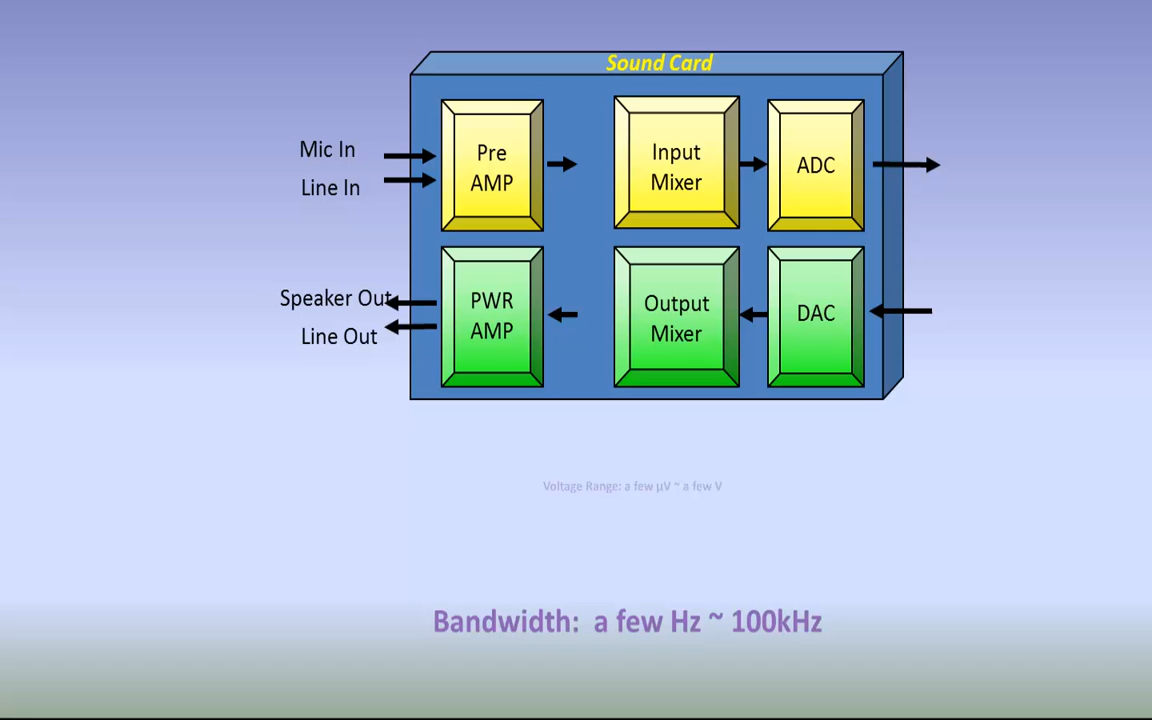 Sound Card
Mic In
Line In
Pre
AMP
Input
Mixer
ADC
Speaker Out
Line Out
PWR
AMP
Output
Mixer
DAC
Voltage Range: a few µV ~ a few V
Bandwidth: a few Hz ~ 100kHz